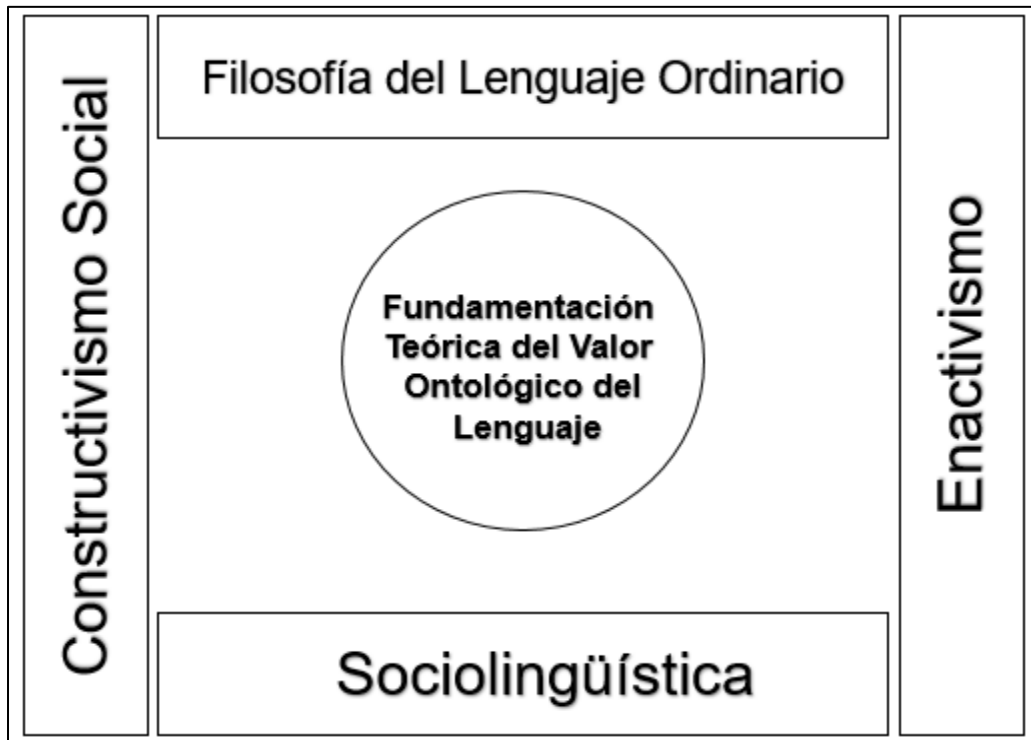 Filosofía del Lenguaje Ordinario
Constructivismo Social
Fundamentación
Teórica del Valor
Ontológico del
Lenguaje
Enactivismo
Sociolingüística